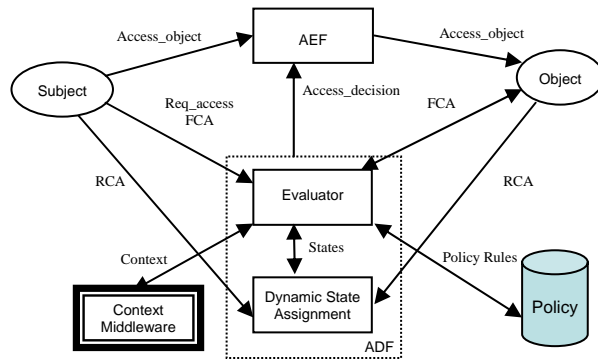 Access_object
AEF
Access_object
Subject
Object
Req_access
FCA
Access_decision
FCA
RCA
Evaluator
RCA
Context
States
Policy Rules
Context
Middleware
Dynamic State
Assignment
Policy
ADF